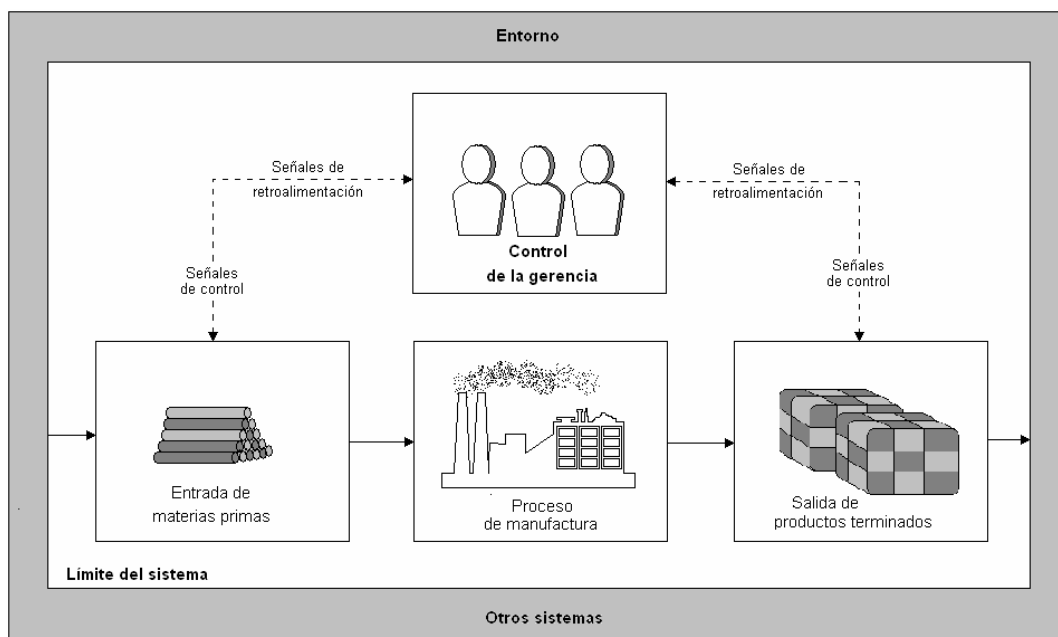 Entorno
Señales de
retroalimentación
Señales de
retroalimentación
Control
de la gerencia
Señales
de control
Señales
de control
Entrada de
materias primas
Proceso
de manufactura
Salida de
productos terminados
Límite del sistema
Otros sistemas